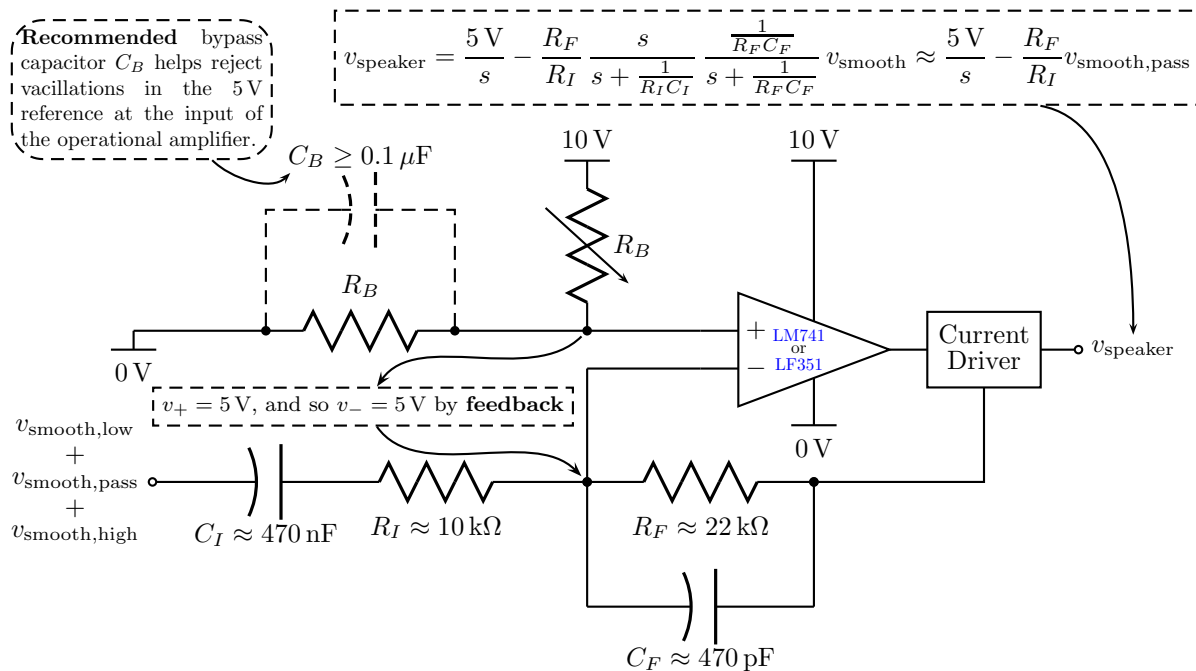 Recommended bypass
capacitor C_B helps reject
vacillations in the 5 V
reference at the input of
the operational amplifier.
v_speaker = 5 V/s − R_F/R_I s/(s + 1/(R_I C_I)) (1/(R_F C_F))/(s + 1/(R_F C_F)) v_smooth ≈ 5 V/s − R_F/R_I v_smooth,pass
C_B ≥ 0.1 µF
10 V
10 V
R_B
R_B
0 V
+
−
LM741
or
LF351
Current
Driver
v_speaker
0 V
v_+ = 5 V, and so v_− = 5 V by feedback
v_smooth,low
+
v_smooth,pass
+
v_smooth,high
C_I ≈ 470 nF
R_I ≈ 10 kΩ
R_F ≈ 22 kΩ
C_F ≈ 470 pF